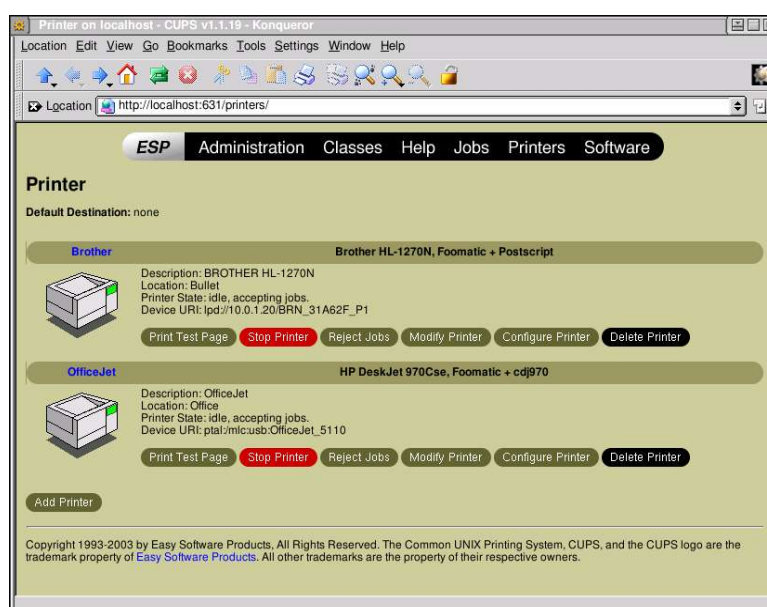 Printer on localhost - CUPS v1.1.19 - Konqueror
Location Edit View Go Bookmarks Tools Settings Window Help
Location http://localhost:631/printers/
ESP Administration Classes Help Jobs Printers Software
Printer
Default Destination: none
Brother Brother HL-1270N, Foomatic + Postscript
Description: BROTHER HL-1270N
Location: Bullet
Printer State: idle, accepting jobs.
Device URI: lpd://10.0.1.20/BRN_31A62F_P1
Print Test Page Stop Printer Reject Jobs Modify Printer Configure Printer Delete Printer
OfficeJet HP DeskJet 970Cse, Foomatic + cdj970
Description: OfficeJet
Location: Office
Printer State: idle, accepting jobs.
Device URI: ptal:/mlc:usb:OfficeJet_5110
Print Test Page Stop Printer Reject Jobs Modify Printer Configure Printer Delete Printer
Add Printer
Copyright 1993-2003 by Easy Software Products, All Rights Reserved. The Common UNIX Printing System, CUPS, and the CUPS logo are the
trademark property of Easy Software Products. All other trademarks are the property of their respective owners.